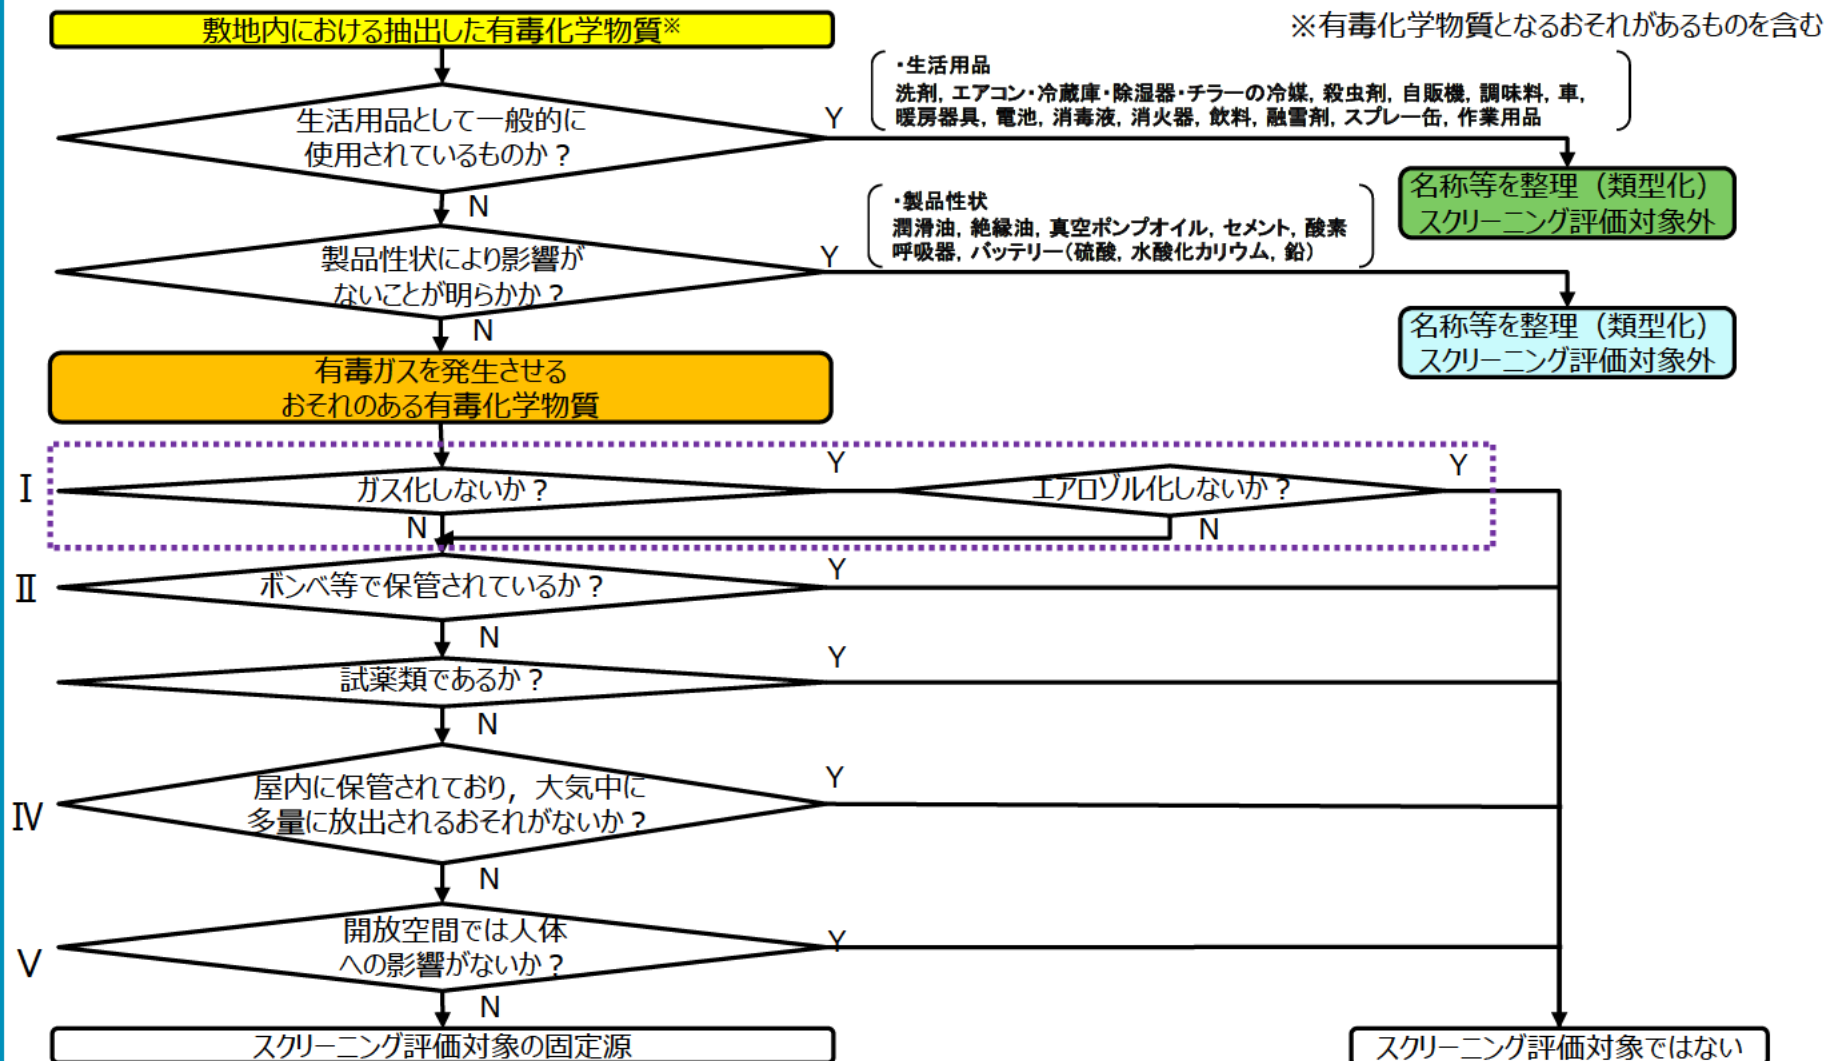 敷地内における抽出した有毒化学物質※
※有毒化学物質となるおそれがあるものを含む
・生活用品
洗剤，エアコン・冷蔵庫・除湿器・チラーの冷媒，殺虫剤，自販機，調味料，車，
暖房器具，電池，消毒液，消火器，飲料，融雪剤，スプレー缶，作業用品
生活用品として一般的に
使用されているものか？
Y
名称等を整理（類型化）
スクリーニング評価対象外
N
・製品性状
潤滑油，絶縁油，真空ポンプオイル，セメント，酸素
呼吸器，バッテリー（硫酸，水酸化カリウム，鉛）
製品性状により影響が
ないことが明らかか？
Y
名称等を整理（類型化）
スクリーニング評価対象外
N
有毒ガスを発生させる
おそれのある有毒化学物質
Ⅰ
ガス化しないか？
Y
エアロゾル化しないか？
Y
N
N
Ⅱ
ボンベ等で保管されているか？
Y
N
試薬類であるか？
Y
N
Ⅳ
屋内に保管されており，大気中に
多量に放出されるおそれがないか？
Y
N
Ⅴ
開放空間では人体
への影響がないか？
Y
N
スクリーニング評価対象の固定源
スクリーニング評価対象ではない